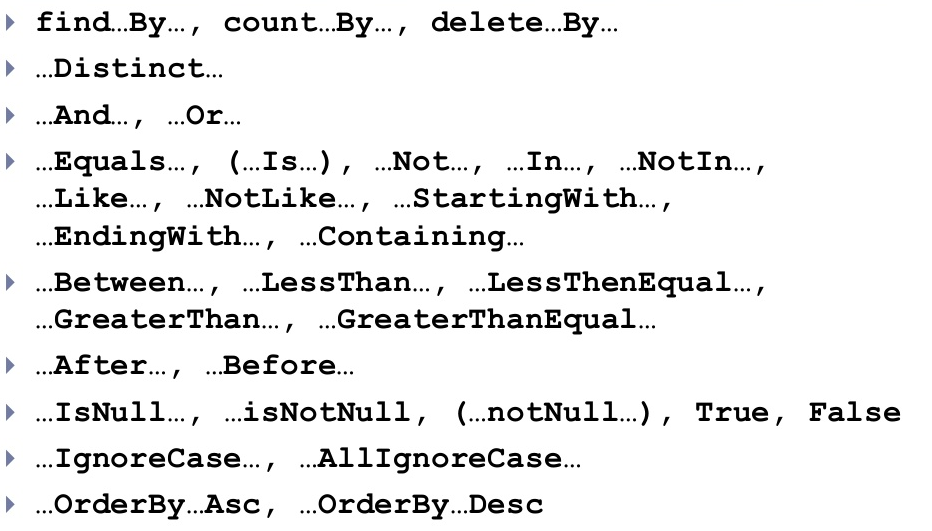 find…By…, count…By…, delete…By…
…Distinct…
…And…, …Or…
…Equals…, (…Is…), …Not…, …In…, …NotIn…,
…Like…, …NotLike…, …StartingWith…,
…EndingWith…, …Containing…
…Between…, …LessThan…, …LessThenEqual…,
…GreaterThan…, …GreaterThanEqual…
…After…, …Before…
…IsNull…, …isNotNull, (…notNull…), True, False
…IgnoreCase…, …AllIgnoreCase…
…OrderBy…Asc, …OrderBy…Desc